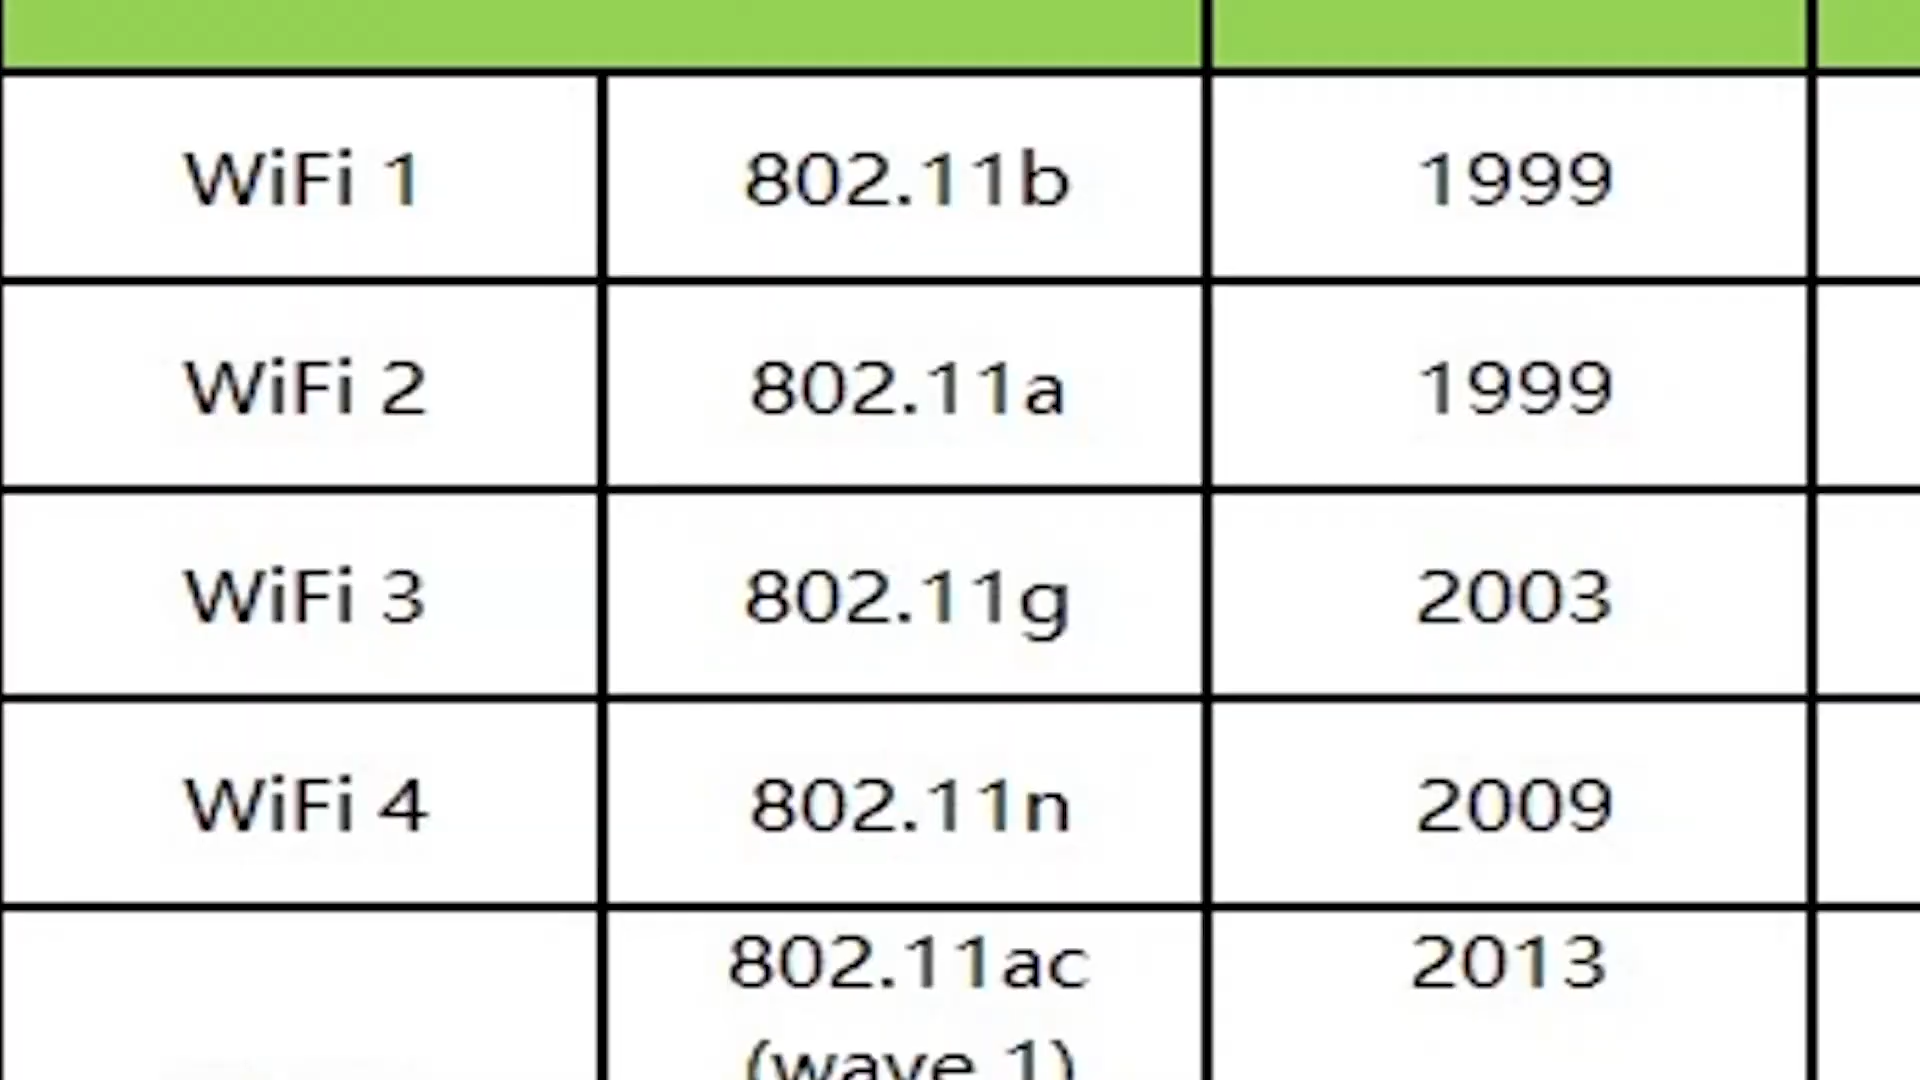 WiFi 1 802.11b 1999
WiFi 2 802.11a 1999
WiFi 3 802.11g 2003
WiFi 4 802.11n 2009
802.11ac 2013
(wave 1)